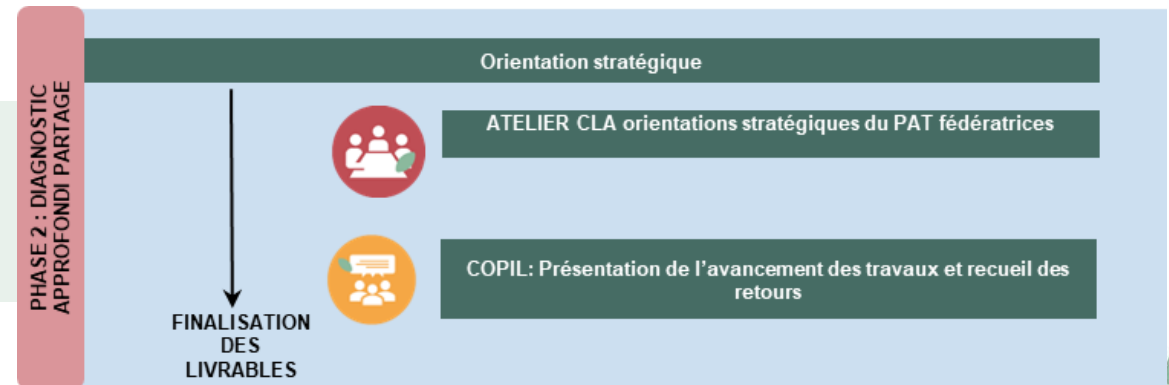 PHASE 2 : DIAGNOSTIC
APPROFONDI PARTAGE
Orientation stratégique
ATELIER CLA orientations stratégiques du PAT fédératrices
COPIL: Présentation de l'avancement des travaux et recueil des
retours
FINALISATION
DES
LIVRABLES